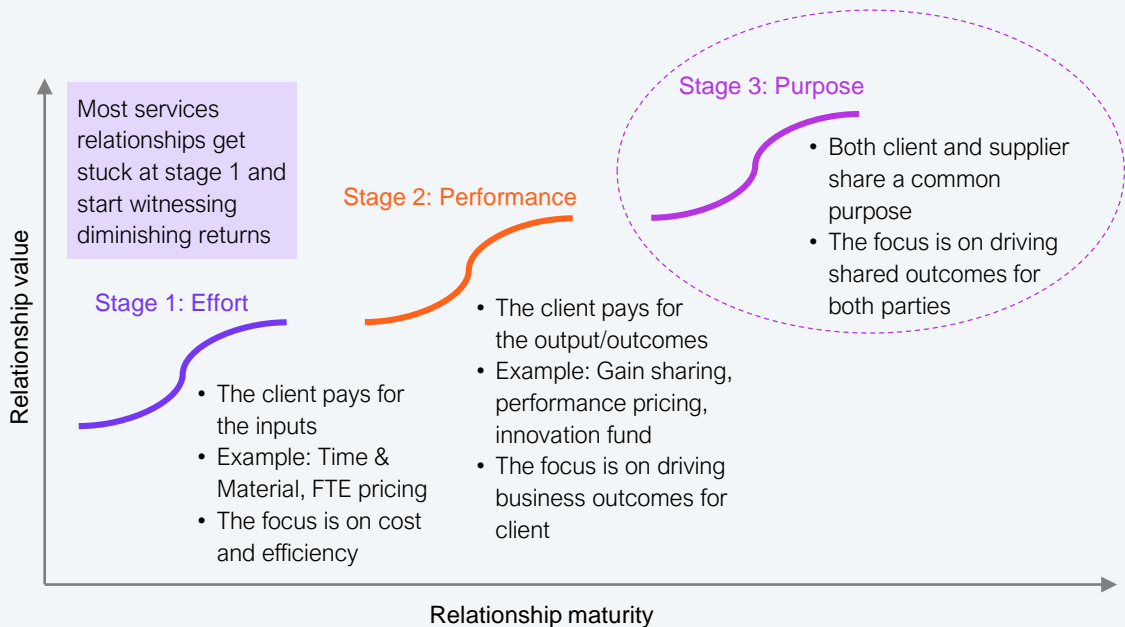 Most services
relationships get
stuck at stage 1 and
start witnessing
diminishing returns
Stage 1: Effort
• The client pays for
the inputs
• Example: Time &
Material, FTE pricing
• The focus is on cost
and efficiency
Stage 2: Performance
• The client pays for
the output/outcomes
• Example: Gain sharing,
performance pricing,
innovation fund
• The focus is on driving
business outcomes for
client
Stage 3: Purpose
• Both client and supplier
share a common
purpose
• The focus is on driving
shared outcomes for
both parties
Relationship value
Relationship maturity